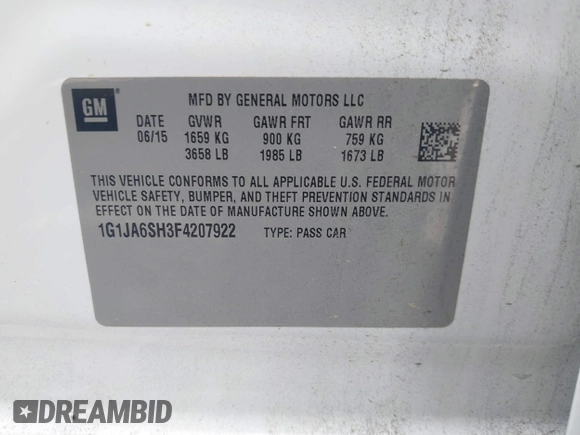 GM
MFD BY GENERAL MOTORS LLC
DATE GVWR GAWR FRT GAWR RR
06/15 1659 KG 900 KG 759 KG
3658 LB 1985 LB 1673 LB
THIS VEHICLE CONFORMS TO ALL APPLICABLE U.S. FEDERAL MOTOR
VEHICLE SAFETY, BUMPER, AND THEFT PREVENTION STANDARDS IN
EFFECT ON THE DATE OF MANUFACTURE SHOWN ABOVE.
1G1JA6SH3F4207922 TYPE: PASS CAR
DREAMBID